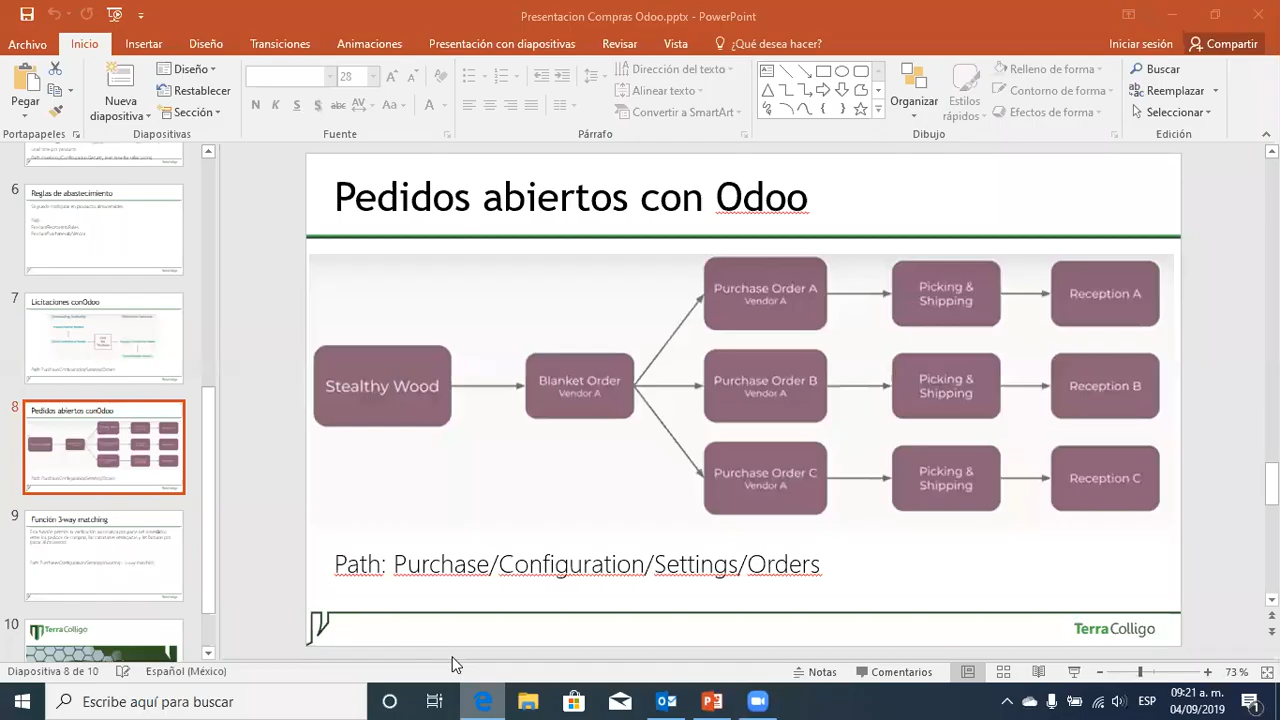 Presentacion Compras Odoo.pptx - PowerPoint
Archivo Inicio Insertar Diseño Transiciones Animaciones Presentación con diapositivas Revisar Vista ¿Qué desea hacer? Iniciar sesión Compartir
Pegar
Portapapeles
Nueva diapositiva
Diseño
Restablecer
Sección
Diapositivas
28
N K S S abc AV Aa A
Fuente
Dirección del texto
Alinear texto
Convertir a SmartArt
Párrafo
Organizar
Estilos rápidos
Relleno de forma
Contorno de forma
Efectos de forma
Dibujo
Buscar
Reemplazar
Seleccionar
Edición
6
Reglas de abastecimiento
7
Licitaciones conOdoo
8
Pedidos abiertos conOdoo
9
Función 3-way matching
10
TerraColligo
Pedidos abiertos con Odoo
Stealthy Wood
Blanket Order
Vendor A
Purchase Order A
Vendor A
Picking &
Shipping
Reception A
Purchase Order B
Vendor A
Picking &
Shipping
Reception B
Purchase Order C
Vendor A
Picking &
Shipping
Reception C
Path: Purchase/Configuration/Settings/Orders
TerraColligo
Diapositiva 8 de 10 Español (México) Notas Comentarios 73 %
Escribe aquí para buscar
ESP
09:21 a. m.
04/09/2019
1